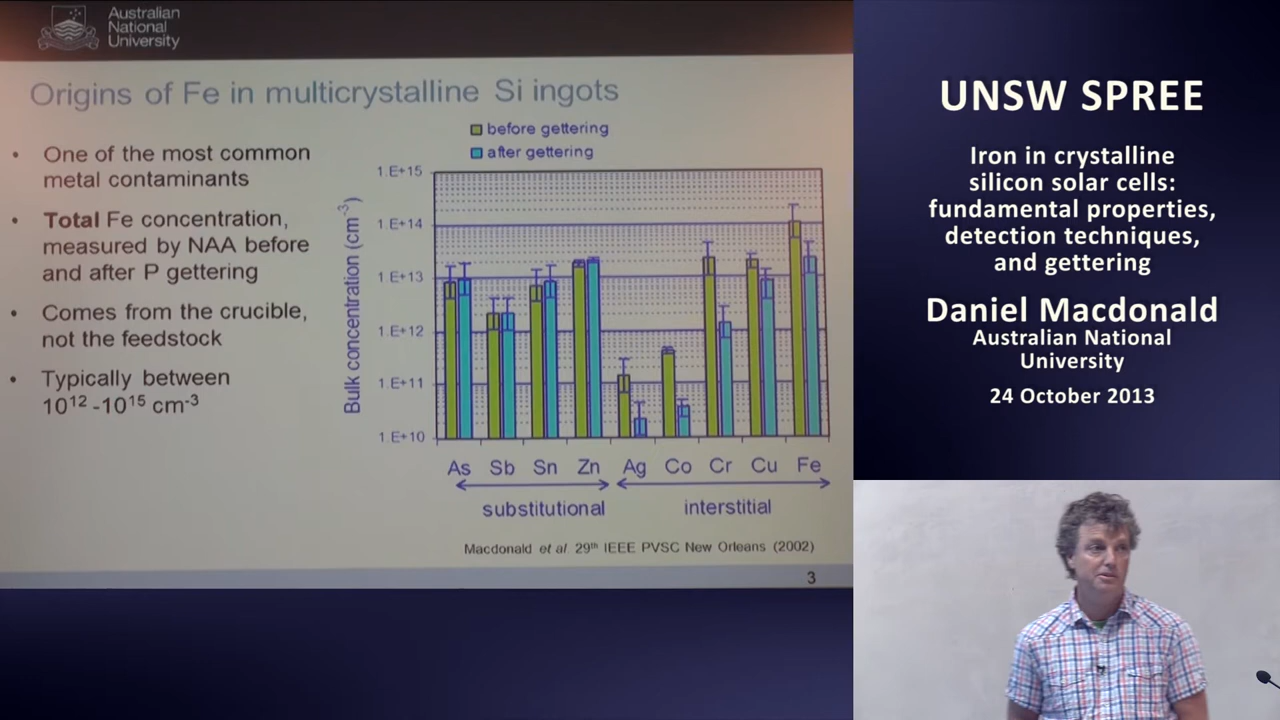 Australian
National
University
Origins of Fe in multicrystalline Si ingots
• One of the most common
metal contaminants
• Total Fe concentration,
measured by NAA before
and after P gettering
• Comes from the crucible,
not the feedstock
• Typically between
10¹² -10¹⁵ cm⁻³
before gettering
after gettering
Bulk concentration (cm⁻³)
1.E+15
1.E+14
1.E+13
1.E+12
1.E+11
1.E+10
As Sb Sn Zn Ag Co Cr Cu Fe
substitutional interstitial
Macdonald et al 29th IEEE PVSC New Orleans (2002)
3
UNSW SPREE
Iron in crystalline
silicon solar cells:
fundamental properties,
detection techniques,
and gettering
Daniel Macdonald
Australian National
University
24 October 2013